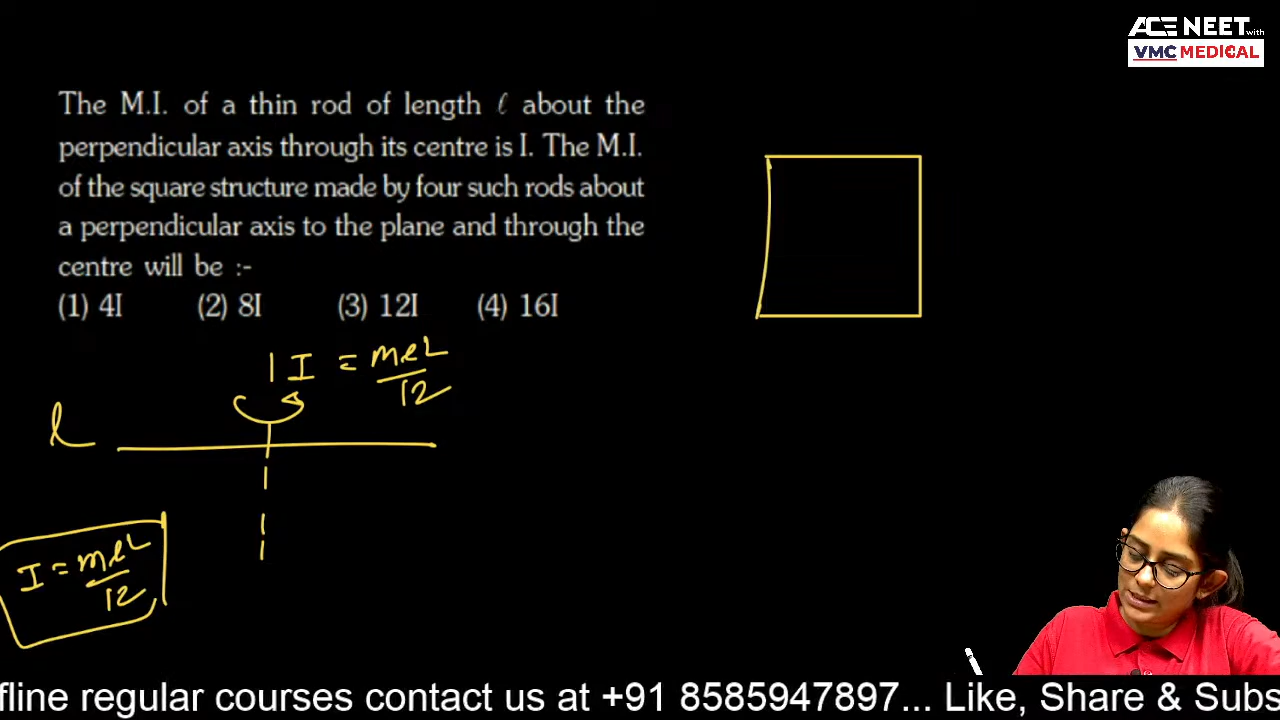 ACE NEET with
VMC MEDICAL
The M.I. of a thin rod of length ℓ about the
perpendicular axis through its centre is I. The M.I.
of the square structure made by four such rods about
a perpendicular axis to the plane and through the
centre will be :-
(1) 4I (2) 8I (3) 12I (4) 16I
I = ml²/12
l
I = ml²/12
ffline regular courses contact us at +91 8585947897... Like, Share & Subs